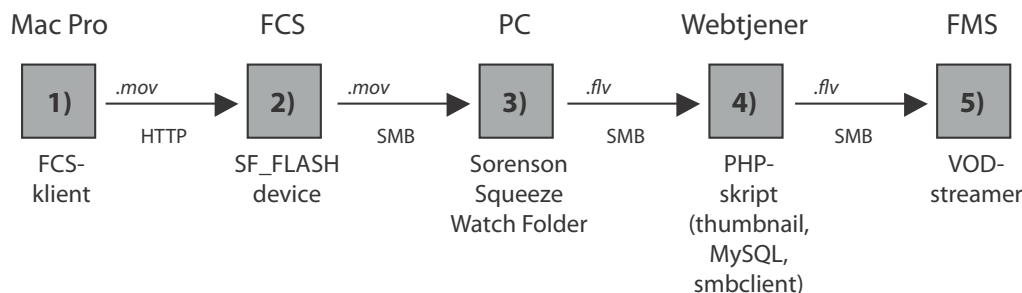 Mac Pro
FCS
PC
Webtjener
FMS
1)
.mov
HTTP
2)
.mov
SMB
3)
.flv
SMB
4)
.flv
SMB
5)
FCS-
klient
SF_FLASH
device
Sorenson
Squeeze
Watch Folder
PHP-
skript
(thumbnail,
MySQL,
smbclient)
VOD-
streamer